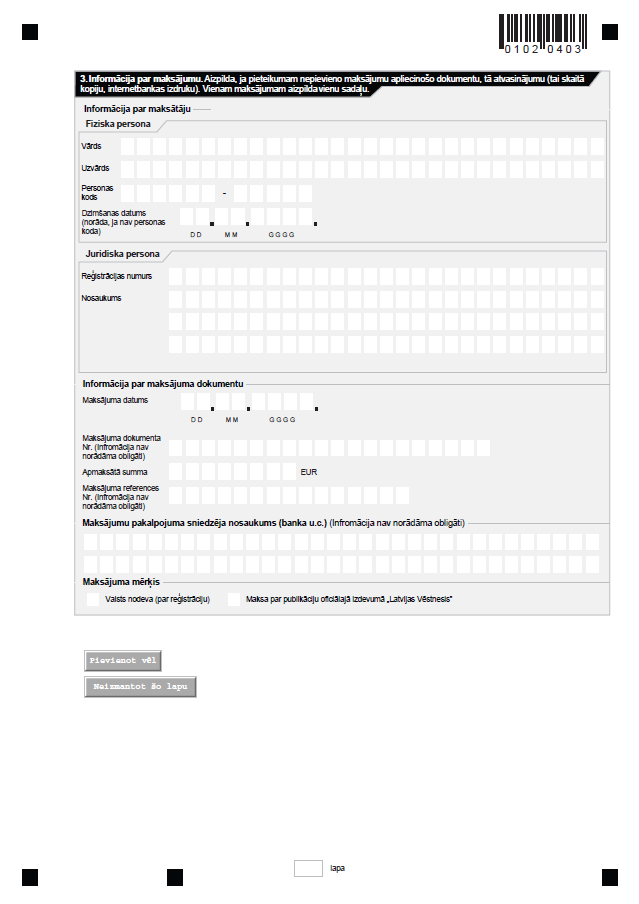 0102 0403
3. Informācija par maksājumu. Aizpilda, ja pieteikumam nepievieno maksājumu apliecinošo dokumentu, tā atvasinājumu (tai skaitā
kopiju, internetbankas izdruku). Vienam maksājumam aizpilda vienu sadaļu.
Informācija par maksātāju
Fiziska persona
Vārds
Uzvārds
Personas
kods
-
Dzimšanas datums
(norāda, ja nav personas
koda)
. . .
DD MM GGGG
Juridiska persona
Reģistrācijas numurs
Nosaukums
Informācija par maksājuma dokumentu
Maksājuma datums
. . .
DD MM GGGG
Maksājuma dokumenta
Nr. (Infromācija nav
norādāma obligāti)
Apmaksātā summa EUR
Maksājuma references
Nr. (Infromācija nav
norādāma obligāti)
Maksājumu pakalpojuma sniedzēja nosaukums (banka u.c.) (Infromācija nav norādāma obligāti)
Maksājuma mērķis
Valsts nodeva (par reģistrāciju) Maksa par publikāciju oficiālajā izdevumā „Latvijas Vēstnesis"
Pievienot vēl
Neizmantot šo lapu
lapa